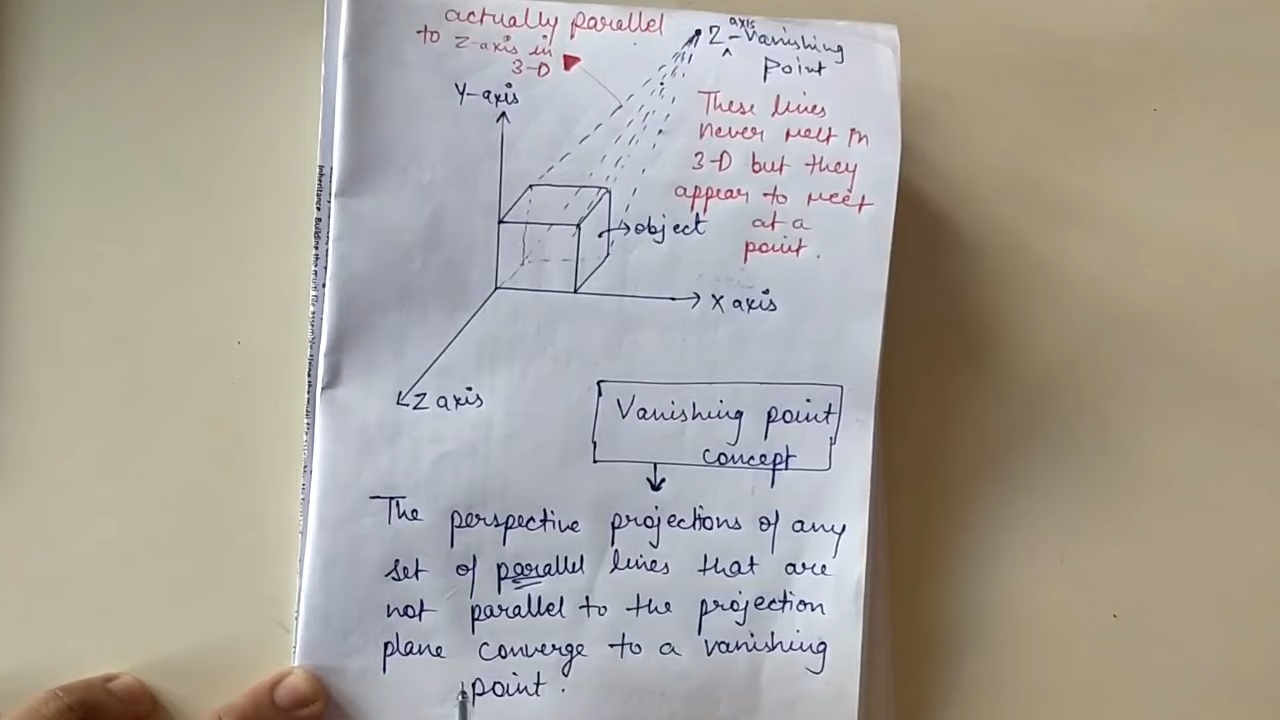 actually parallel
to Z-axis in
3-D
Z-axis Vanishing
Point
Y-axis
These lines
never meet in
3-D but they
appear to meet
at a
point.
object
X axis
Z axis
Vanishing point
concept
The perspective projections of any
set of parallel lines that are
not parallel to the projection
plane converge to a vanishing
point.